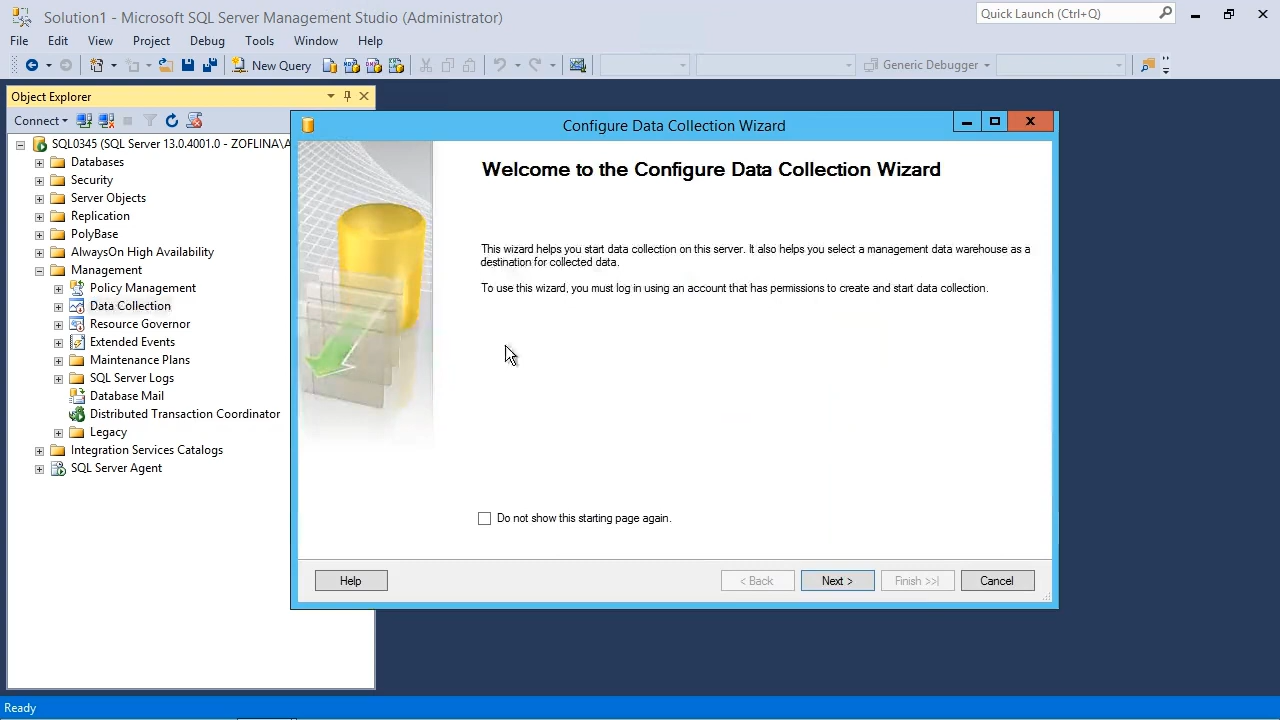 Solution1 - Microsoft SQL Server Management Studio (Administrator)
Quick Launch (Ctrl+Q)
File Edit View Project Debug Tools Window Help
New Query
Generic Debugger
Object Explorer
Connect
SQL0345 (SQL Server 13.0.4001.0 - ZOFLINA\A
Databases
Security
Server Objects
Replication
PolyBase
AlwaysOn High Availability
Management
Policy Management
Data Collection
Resource Governor
Extended Events
Maintenance Plans
SQL Server Logs
Database Mail
Distributed Transaction Coordinator
Legacy
Integration Services Catalogs
SQL Server Agent
Configure Data Collection Wizard
Welcome to the Configure Data Collection Wizard
This wizard helps you start data collection on this server. It also helps you select a management data warehouse as a
destination for collected data.
To use this wizard, you must log in using an account that has permissions to create and start data collection.
Do not show this starting page again.
Help
< Back
Next >
Finish >>|
Cancel
Ready